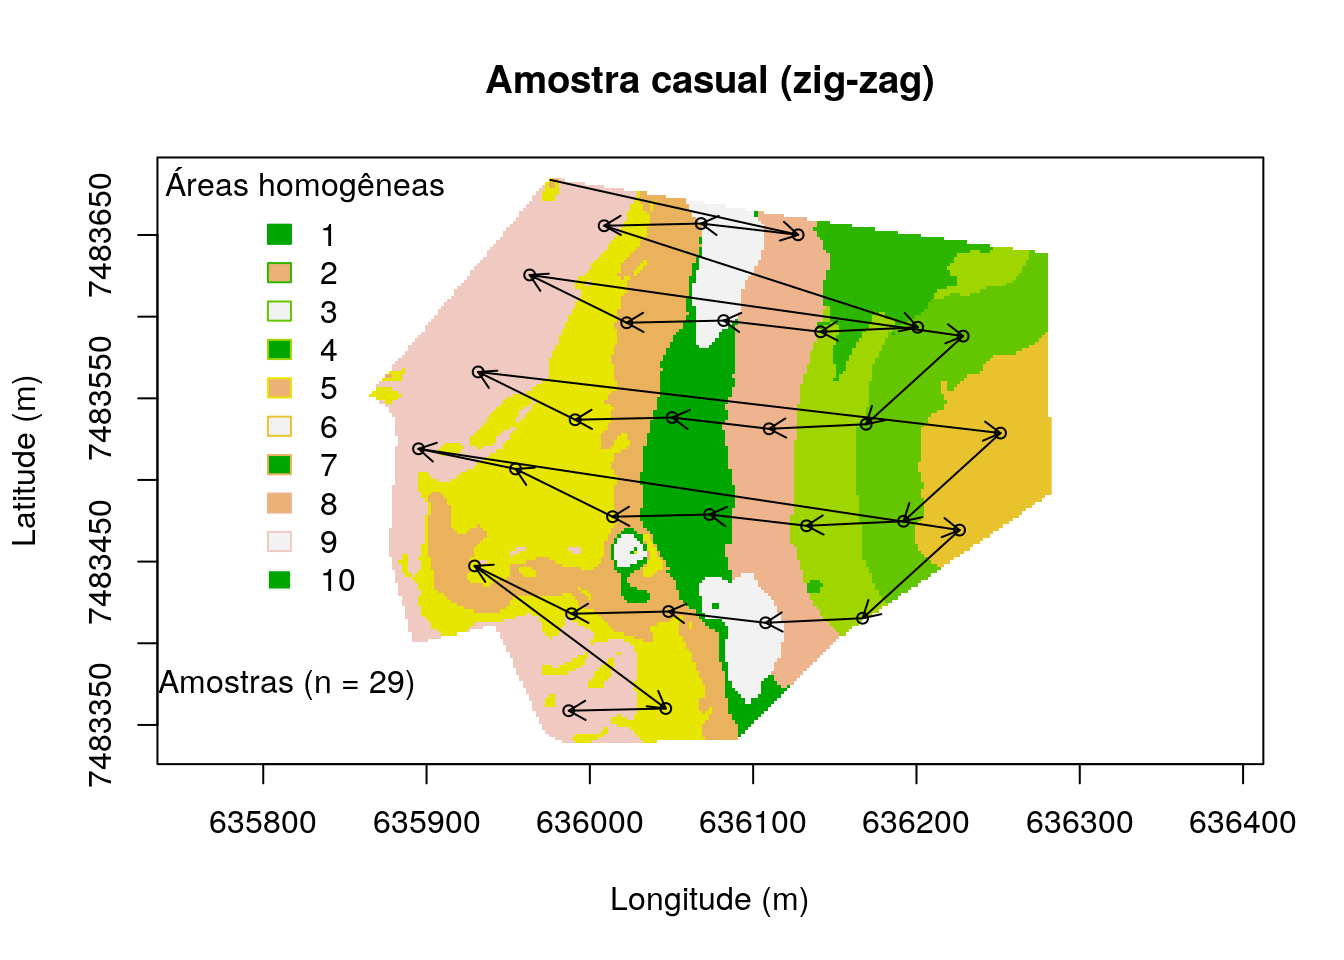 Amostra casual (zig-zag)
Áreas homogêneas
1
2
3
4
5
6
7
8
9
10
Amostras (n = 29)
Latitude (m)
7483650
7483550
7483450
7483350
635800 635900 636000 636100 636200 636300 636400
Longitude (m)